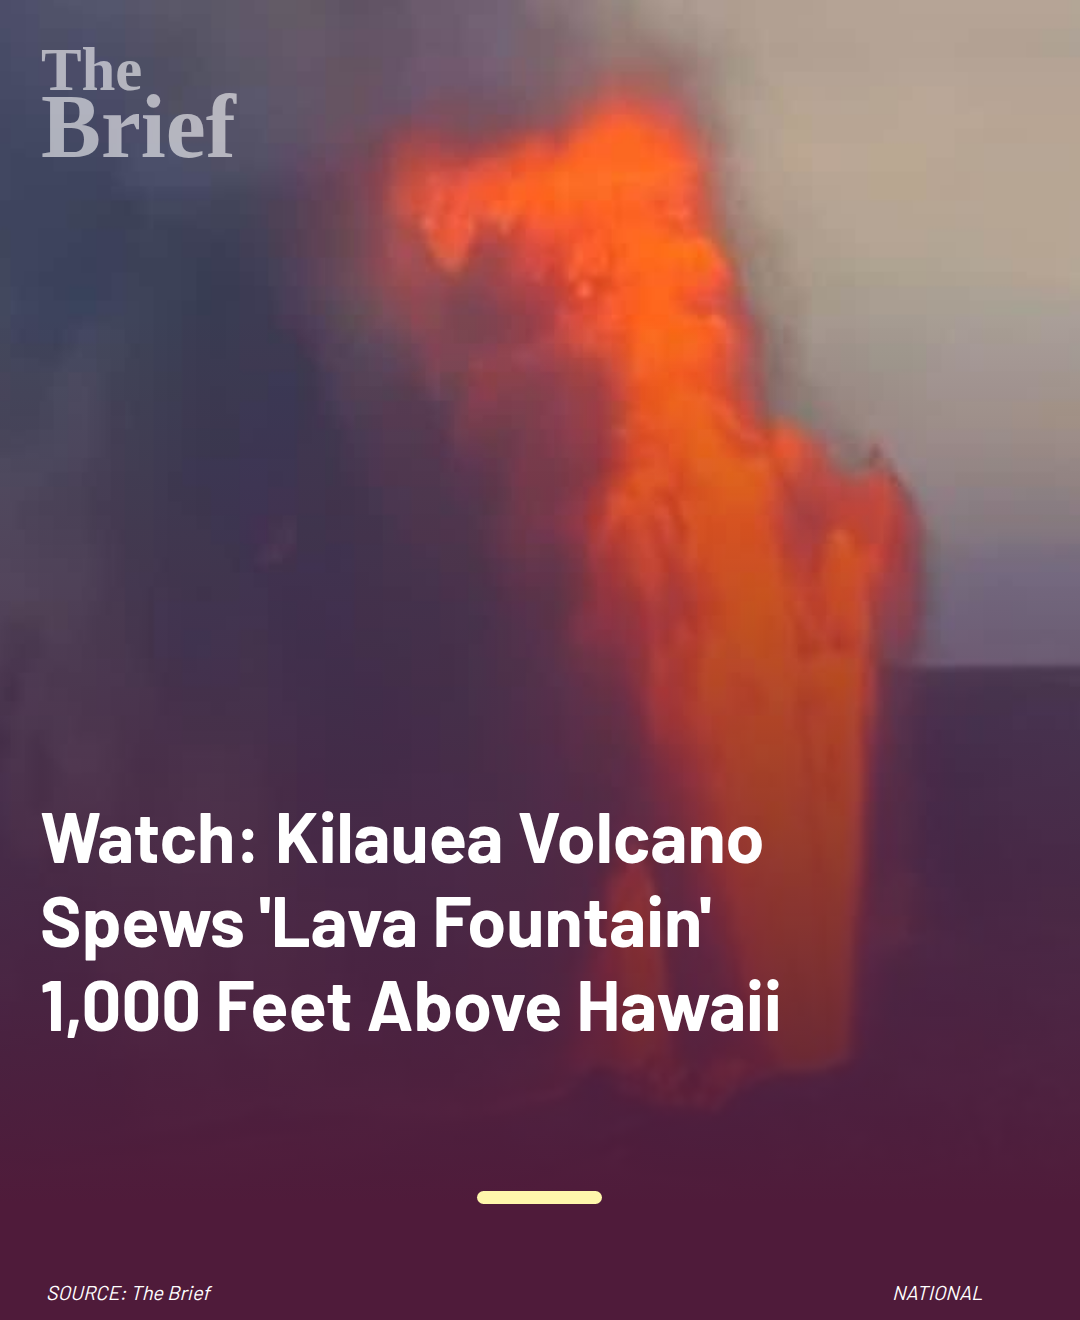 The
Brief
Watch: Kilauea Volcano
Spews 'Lava Fountain'
1,000 Feet Above Hawaii
SOURCE: The Brief
NATIONAL